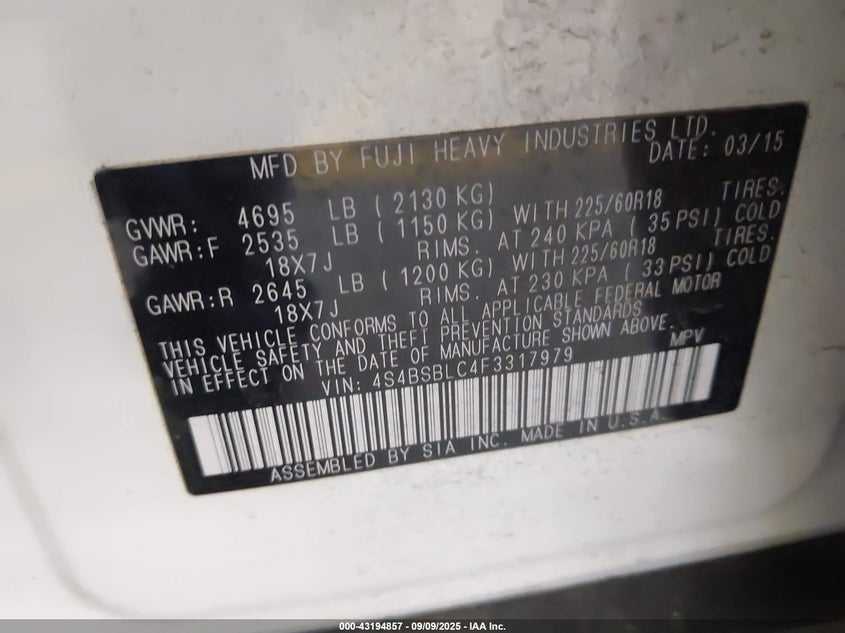 MFD BY FUJI HEAVY INDUSTRIES LTD.
DATE: 03/15
GVWR: 4695 LB ( 2130 KG)
GAWR:F 2535 LB ( 1150 KG) WITH 225/60R18 TIRES.
18X7J RIMS. AT 240 KPA ( 35 PSI) COLD
GAWR:R 2645 LB ( 1200 KG) WITH 225/60R18 TIRES.
18X7J RIMS. AT 230 KPA ( 33 PSI) COLD
THIS VEHICLE CONFORMS TO ALL APPLICABLE FEDERAL MOTOR
VEHICLE SAFETY AND THEFT PREVENTION STANDARDS
IN EFFECT ON THE DATE OF MANUFACTURE SHOWN ABOVE.
VIN: 4S4BSBLC4F3317979 MPV
ASSEMBLED BY SIA INC. MADE IN U.S.A.
000-43194857 - 09/09/2025 - IAA Inc.